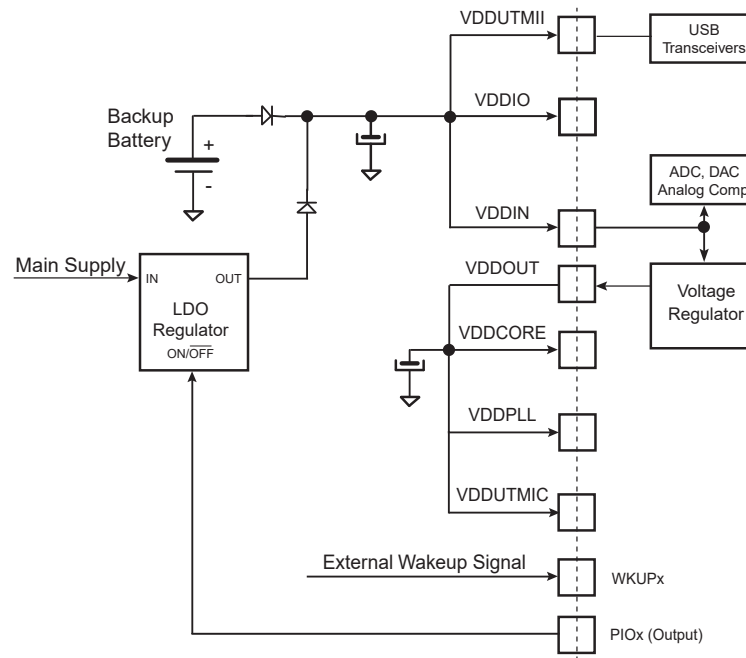 VDDUTMII
USB
Transceivers
VDDIO
Backup
Battery
+
-
ADC, DAC
Analog Comp.
VDDIN
Main Supply
IN
OUT
LDO
Regulator
ON/OFF
VDDOUT
Voltage
Regulator
VDDCORE
VDDPLL
VDDUTMIC
External Wakeup Signal
WKUPx
PIOx (Output)